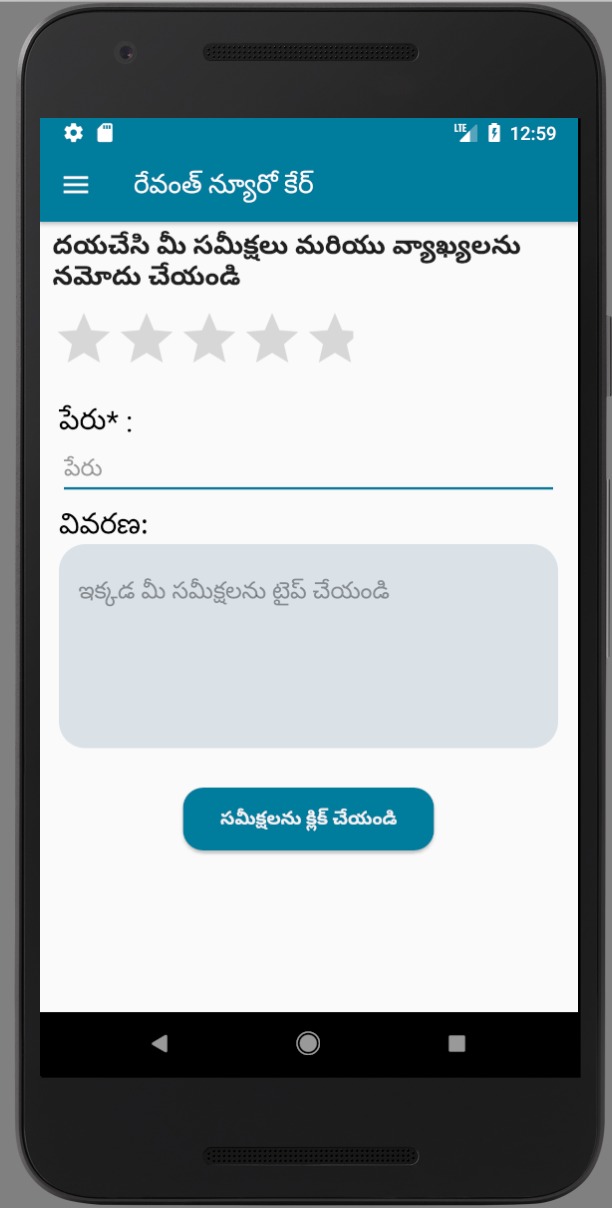 LTE 12:59
రేవంత్ న్యూరో కేర్
దయచేసి మీ సమీక్షలు మరియు వ్యాఖ్యలను
నమోదు చేయండి
పేరు* :
పేరు
వివరణ:
ఇక్కడ మీ సమీక్షలను టైప్ చేయండి
సమీక్షలను క్లిక్ చేయండి